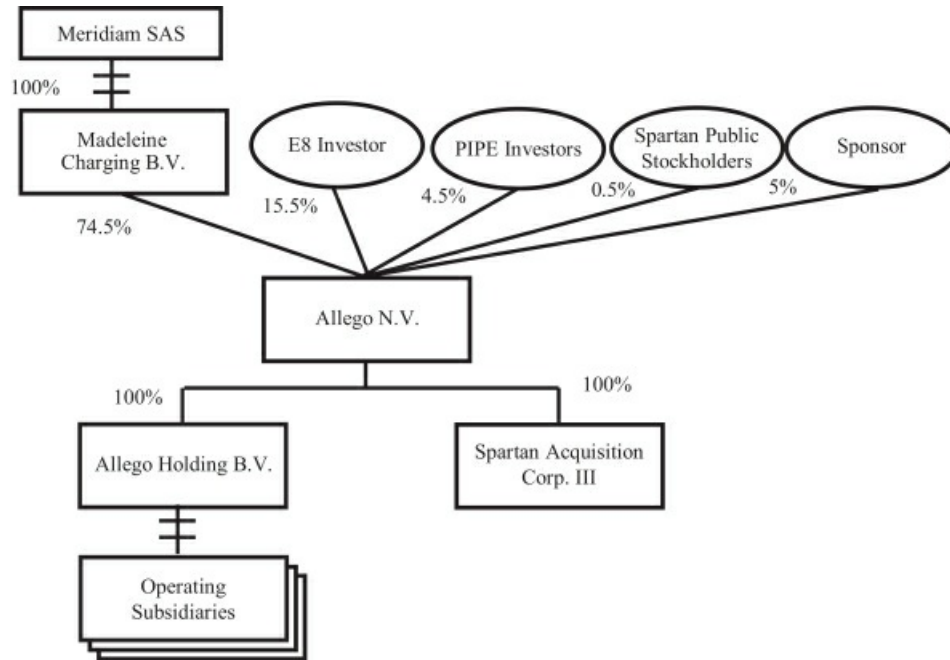 Meridiam SAS
100%
Madeleine
Charging B.V.
E8 Investor
PIPE Investors
Spartan Public
Stockholders
Sponsor
74.5%
15.5%
4.5%
0.5%
5%
Allego N.V.
100%
100%
Allego Holding B.V.
Spartan Acquisition
Corp. III
Operating
Subsidiaries